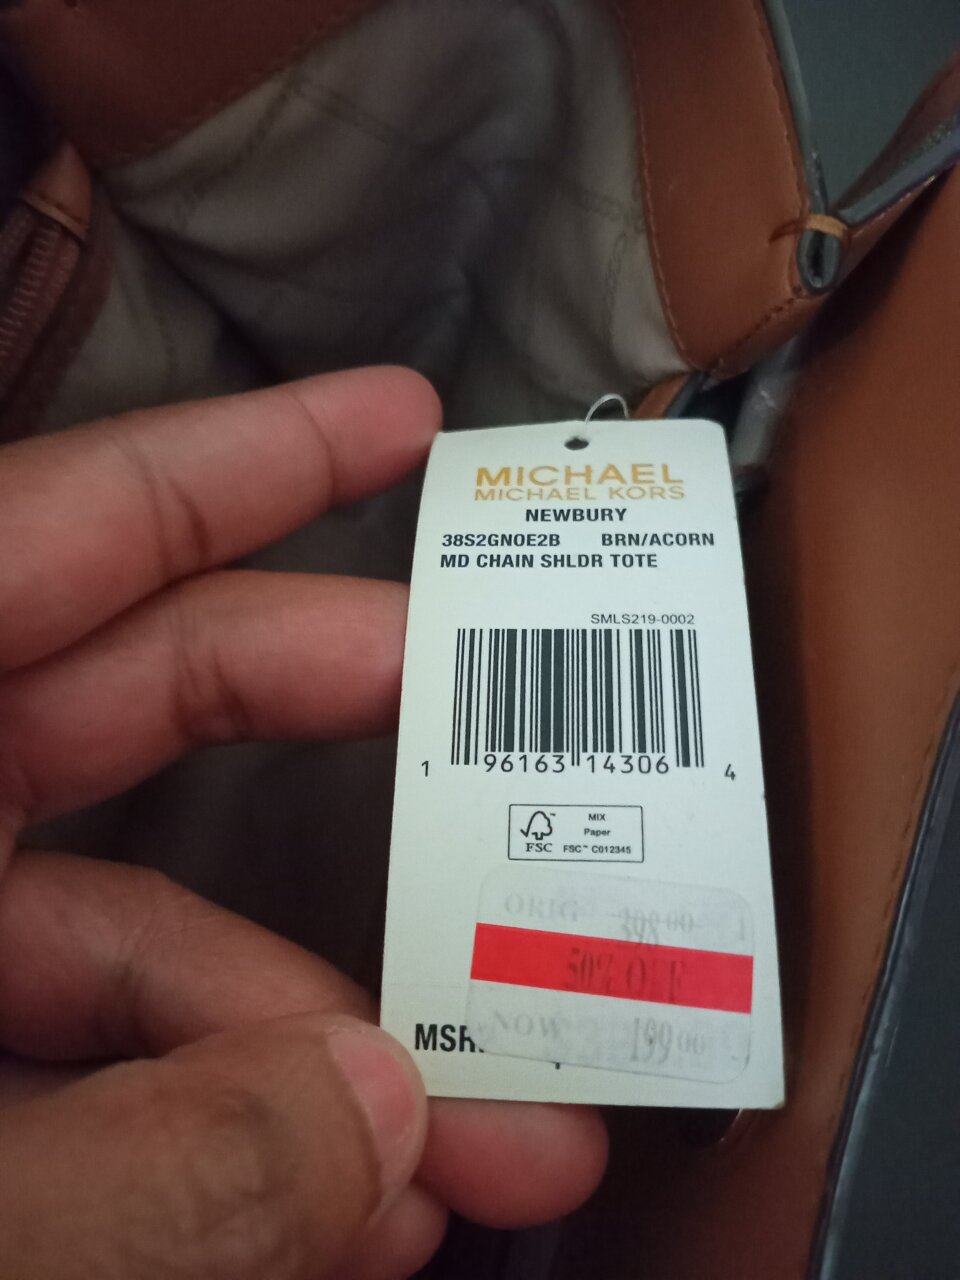 MICHAEL
MICHAEL KORS
NEWBURY
38S2GNOE2B BRN/ACORN
MD CHAIN SHLDR TOTE
SMLS219-0002
1 96163 14306 4
MIX
Paper
FSC™ C012345
FSC
ORIG 398.00
50% OFF
NOW 199.00